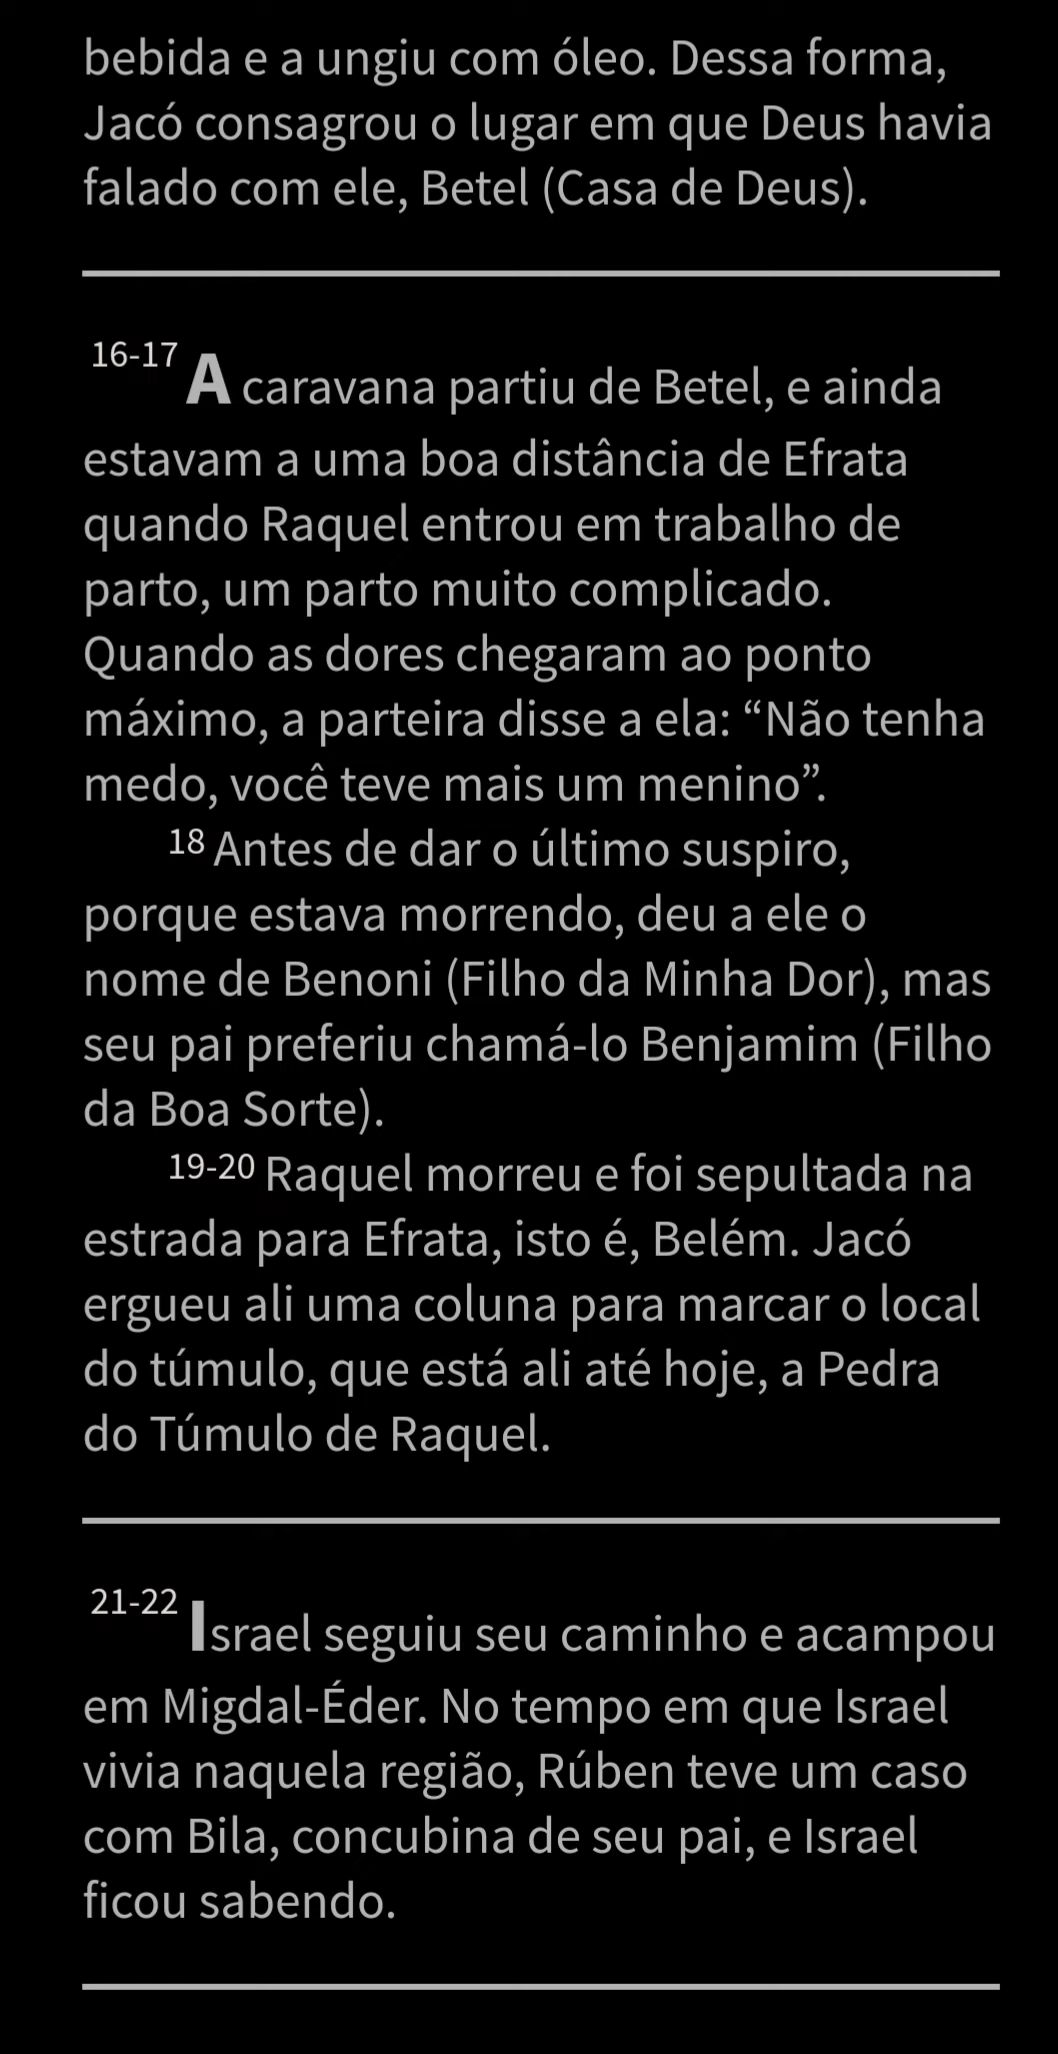 bebida e a ungiu com óleo. Dessa forma,
Jacó consagrou o lugar em que Deus havia
falado com ele, Betel (Casa de Deus).
16-17 A caravana partiu de Betel, e ainda
estavam a uma boa distância de Efrata
quando Raquel entrou em trabalho de
parto, um parto muito complicado.
Quando as dores chegaram ao ponto
máximo, a parteira disse a ela: “Não tenha
medo, você teve mais um menino”.
18 Antes de dar o último suspiro,
porque estava morrendo, deu a ele o
nome de Benoni (Filho da Minha Dor), mas
seu pai preferiu chamá-lo Benjamim (Filho
da Boa Sorte).
19-20 Raquel morreu e foi sepultada na
estrada para Efrata, isto é, Belém. Jacó
ergueu ali uma coluna para marcar o local
do túmulo, que está ali até hoje, a Pedra
do Túmulo de Raquel.
21-22 Israel seguiu seu caminho e acampou
em Migdal-Éder. No tempo em que Israel
vivia naquela região, Rúben teve um caso
com Bila, concubina de seu pai, e Israel
ficou sabendo.